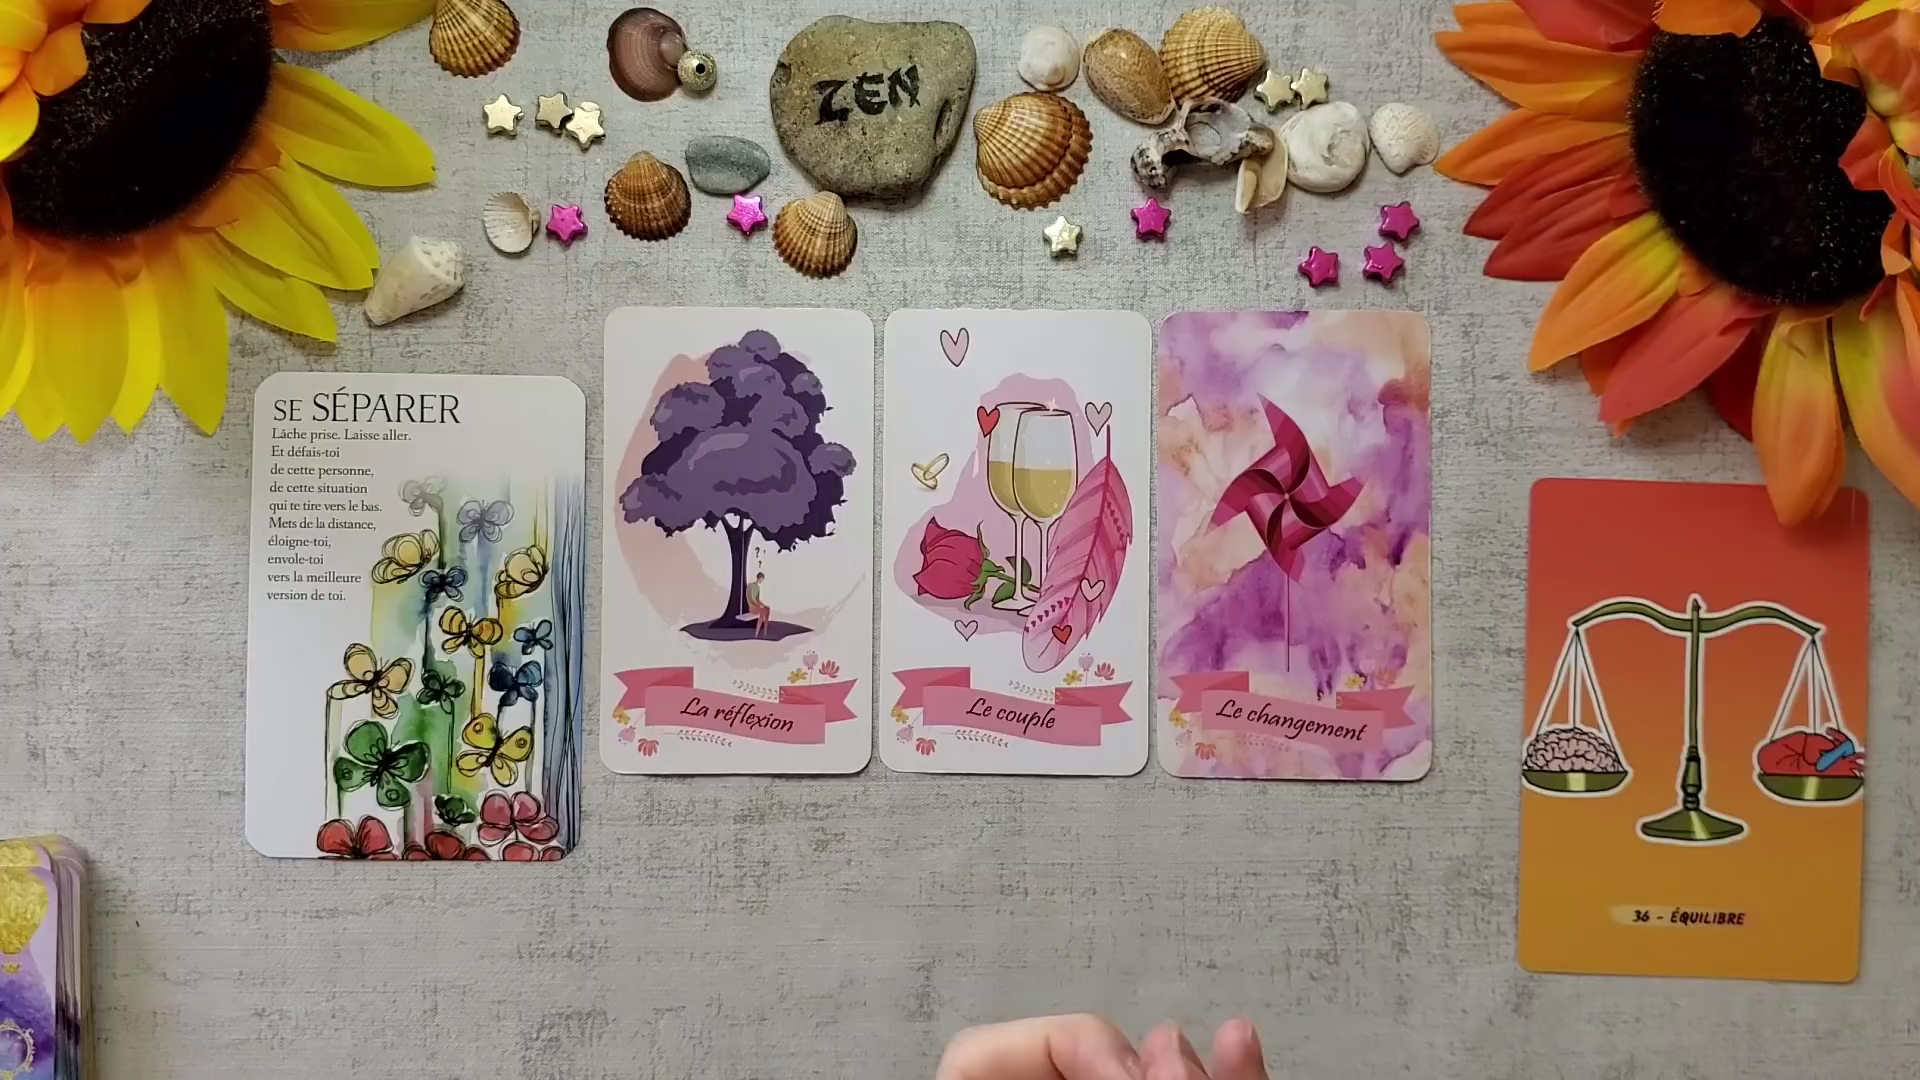 ZEN
SE SÉPARER
Lâche prise. Laisse aller.
Et défais-toi
de cette personne,
de cette situation
qui te tire vers le bas.
Mets de la distance,
éloigne-toi,
envole-toi
vers la meilleure
version de toi.
? ?
La réflexion
Le couple
Le changement
36 - ÉQUILIBRE